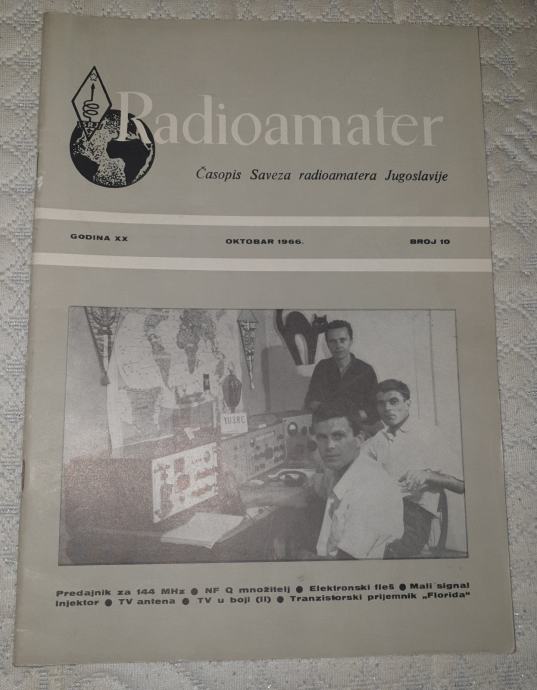 Radioamater
Časopis Saveza radioamatera Jugoslavije
GODINA XX OKTOBAR 1966. BROJ 10
YU3RC
Predajnik za 144 MHz ● NF Q množitelj ● Elektronski fleš ● Mali signal
injektor ● TV antena ● TV u boji (II) ● Tranzistorski prijemnik „Florida“